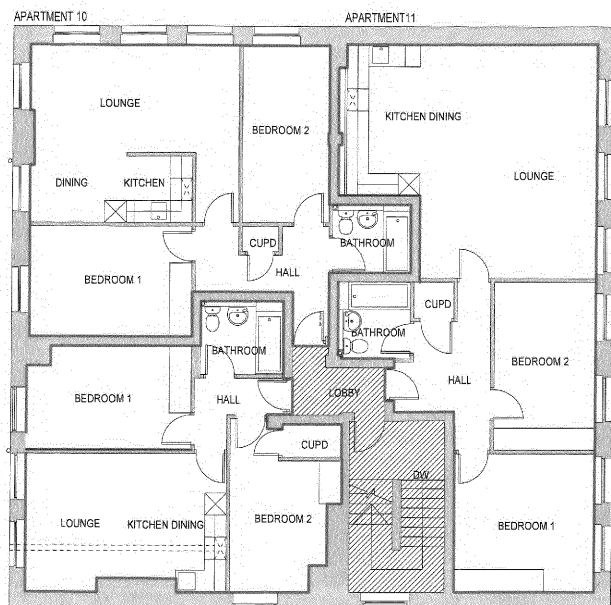 APARTMENT 10
APARTMENT11
LOUNGE
KITCHEN DINING
BEDROOM 2
DINING
KITCHEN
LOUNGE
CUPD
BATHROOM
HALL
BEDROOM 1
CUPD
BATHROOM
BATHROOM
BEDROOM 2
HALL
BEDROOM 1
HALL
LOBBY
CUPD
DW
LOUNGE
KITCHEN DINING
BEDROOM 2
BEDROOM 1